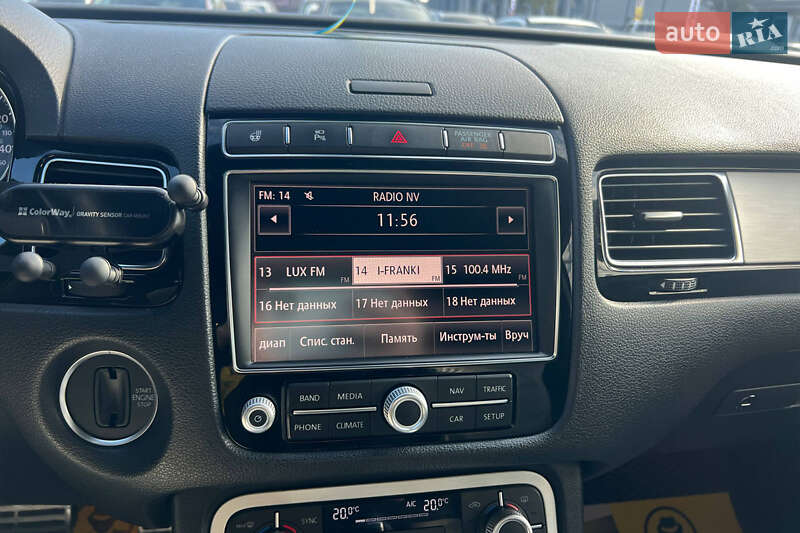 auto RIA
PASSENGER
AIR BAG
FM: 14 RADIO NV
11:56
13 LUX FM FM
14 I-FRANKI FM
15 100.4 MHz FM
16 Нет данных
17 Нет данных
18 Нет данных
диап Спис. стан. Память Инструм-ты Вруч
ColorWay GRAVITY SENSOR CAR MOUNT
START
ENGINE
STOP
BAND MEDIA NAV TRAFFIC
PHONE CLIMATE CAR SETUP
SYNC 20.0°C A/C 20.0°C